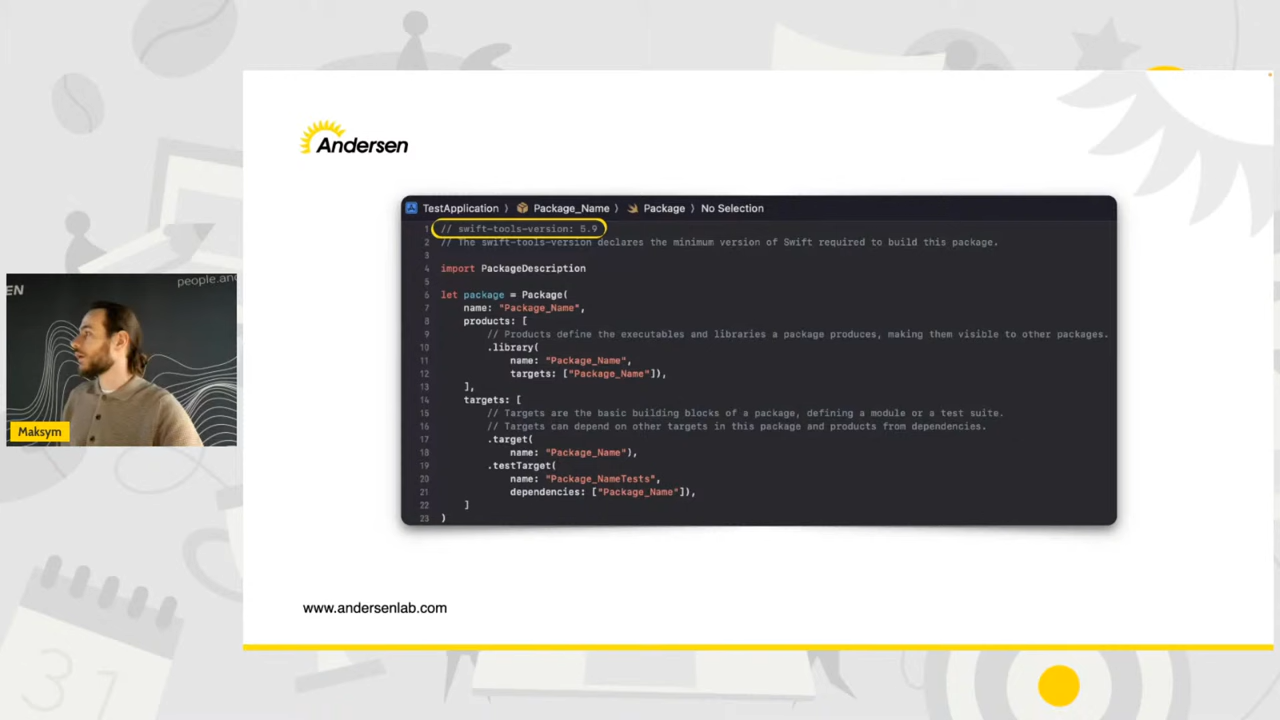 Andersen
TestApplication 〉 Package_Name 〉 Package 〉 No Selection
1 // swift-tools-version: 5.9
2 // The swift-tools-version declares the minimum version of Swift required to build this package.
3
4 import PackageDescription
5
6 let package = Package(
7 name: "Package_Name",
8 products: [
9 // Products define the executables and libraries a package produces, making them visible to other packages.
10 .library(
11 name: "Package_Name",
12 targets: ["Package_Name"]),
13 ],
14 targets: [
15 // Targets are the basic building blocks of a package, defining a module or a test suite.
16 // Targets can depend on other targets in this package and products from dependencies.
17 .target(
18 name: "Package_Name"),
19 .testTarget(
20 name: "Package_NameTests",
21 dependencies: ["Package_Name"]),
22 ]
23 )
EN
people.an
Maksym
www.andersenlab.com
31